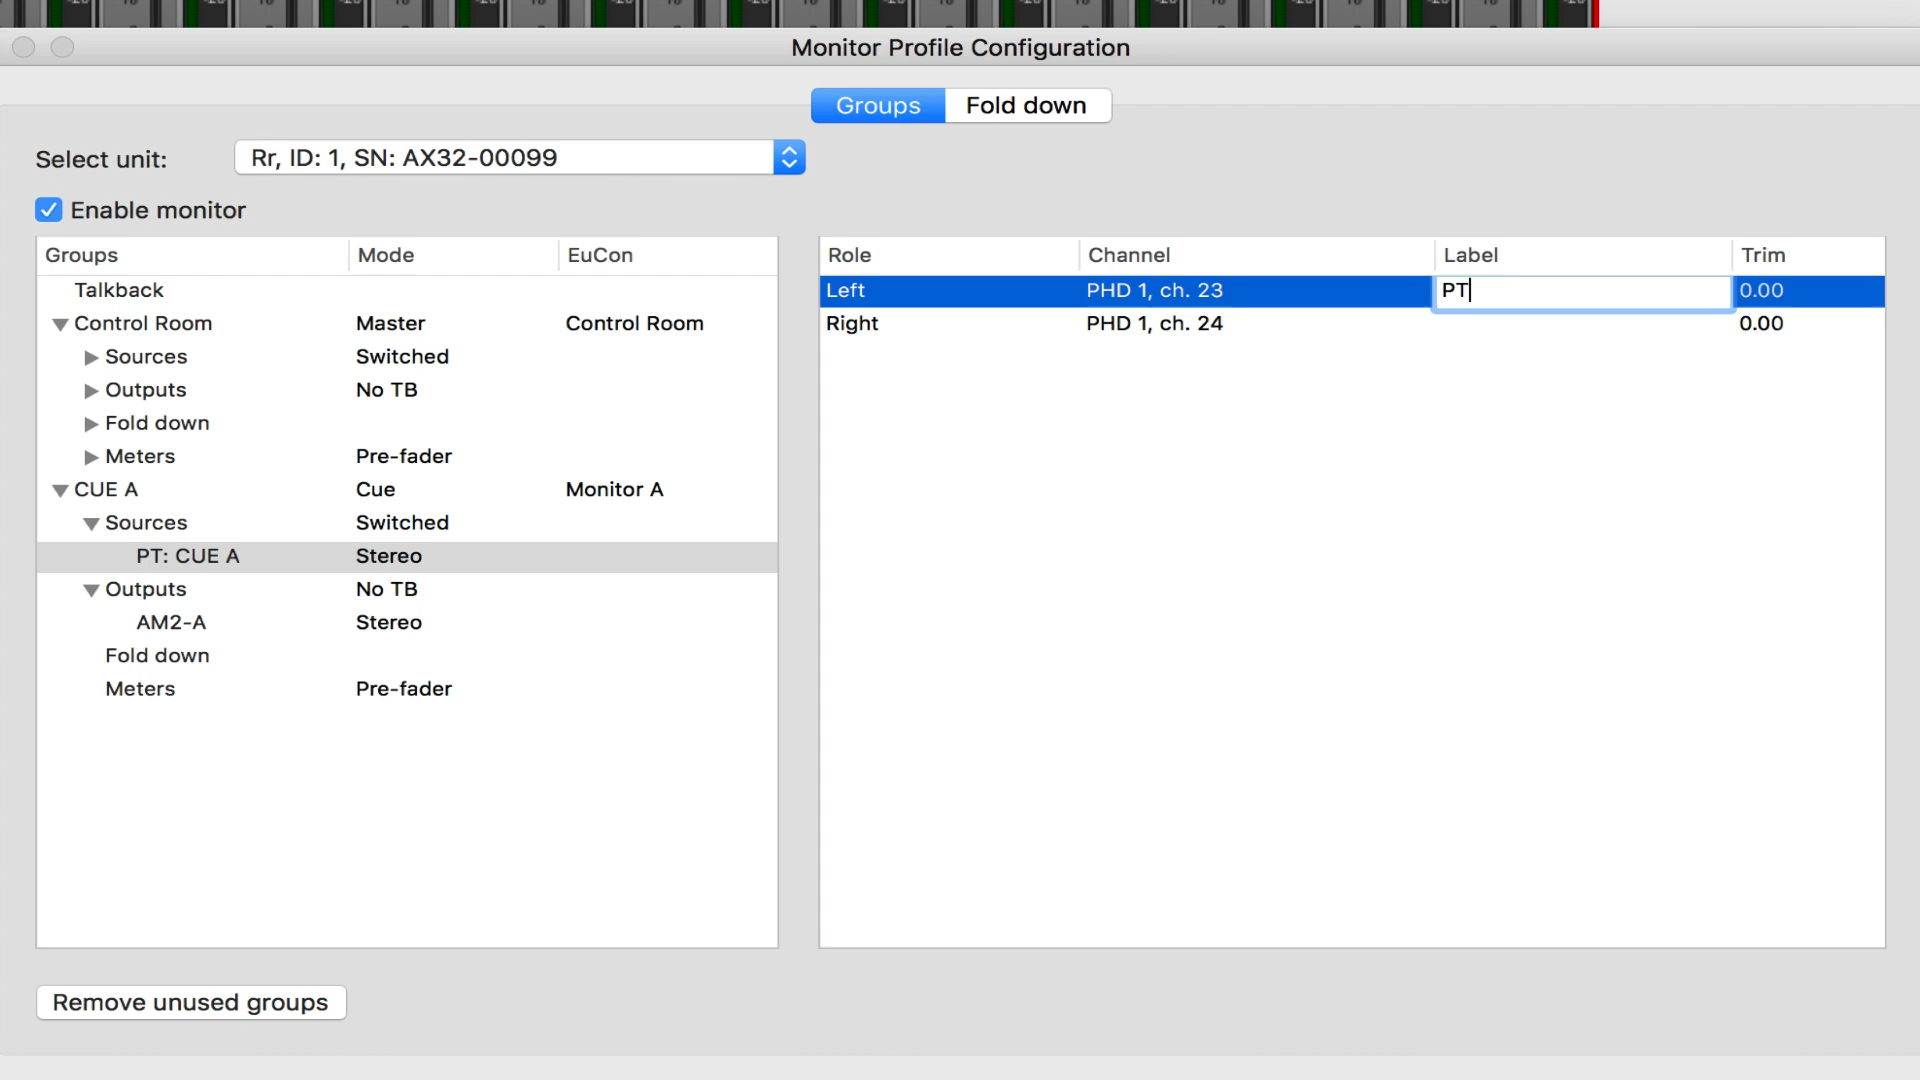 Monitor Profile Configuration
Groups Fold down
Select unit: Rr, ID: 1, SN: AX32-00099
Enable monitor
Groups Mode EuCon
Talkback
Control Room Master Control Room
Sources Switched
Outputs No TB
Fold down
Meters Pre-fader
CUE A Cue Monitor A
Sources Switched
PT: CUE A Stereo
Outputs No TB
AM2-A Stereo
Fold down
Meters Pre-fader
Role Channel Label Trim
Left PHD 1, ch. 23 PT 0.00
Right PHD 1, ch. 24 0.00
Remove unused groups